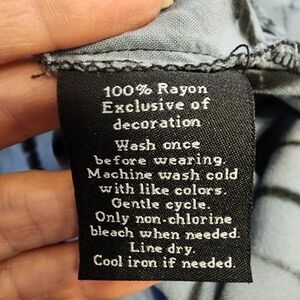 100% Rayon
Exclusive of
decoration
Wash once
before wearing.
Machine wash cold
with like colors.
Gentle cycle.
Only non-chlorine
bleach when needed.
Line dry.
Cool iron if needed.